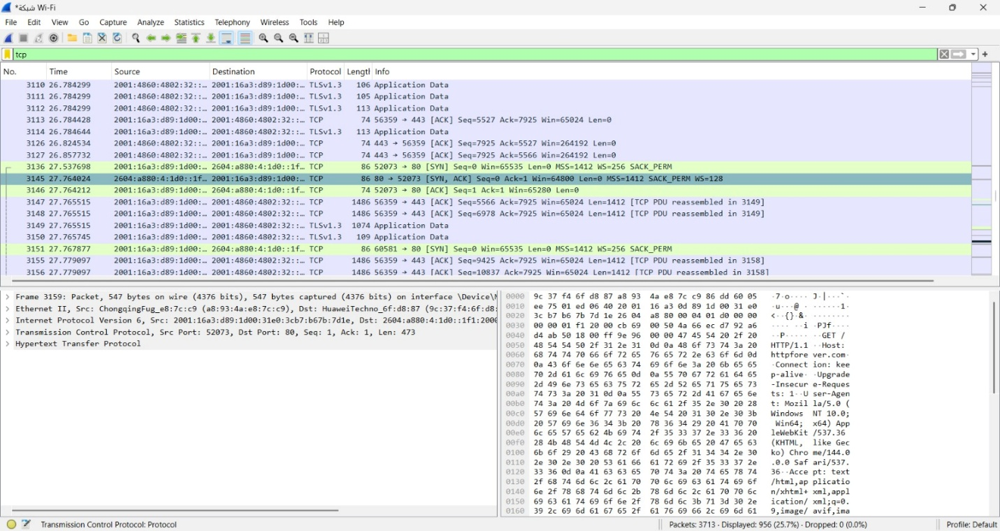 *شبكة Wi-Fi
File Edit View Go Capture Analyze Statistics Telephony Wireless Tools Help
tcp
No. Time Source Destination Protocol Lengtl Info
3110 26.784299 2001:4860:4802:32::… 2001:16a3:d89:1d00:… TLSv1.3 106 Application Data
3111 26.784299 2001:4860:4802:32::… 2001:16a3:d89:1d00:… TLSv1.3 105 Application Data
3112 26.784299 2001:4860:4802:32::… 2001:16a3:d89:1d00:… TLSv1.3 113 Application Data
3113 26.784428 2001:16a3:d89:1d00:… 2001:4860:4802:32::… TCP 74 56359 → 443 [ACK] Seq=5527 Ack=7925 Win=65024 Len=0
3114 26.784644 2001:16a3:d89:1d00:… 2001:4860:4802:32::… TLSv1.3 113 Application Data
3126 26.824534 2001:4860:4802:32::… 2001:16a3:d89:1d00:… TCP 74 443 → 56359 [ACK] Seq=7925 Ack=5527 Win=264192 Len=0
3127 26.857732 2001:4860:4802:32::… 2001:16a3:d89:1d00:… TCP 74 443 → 56359 [ACK] Seq=7925 Ack=5566 Win=264192 Len=0
3136 27.537698 2001:16a3:d89:1d00:… 2604:a880:4:1d0::1f… TCP 86 52073 → 80 [SYN] Seq=0 Win=65535 Len=0 MSS=1412 WS=256 SACK_PERM
3145 27.764024 2604:a880:4:1d0::1f… 2001:16a3:d89:1d00:… TCP 86 80 → 52073 [SYN, ACK] Seq=0 Ack=1 Win=64800 Len=0 MSS=1412 SACK_PERM WS=128
3146 27.764212 2001:16a3:d89:1d00:… 2604:a880:4:1d0::1f… TCP 74 52073 → 80 [ACK] Seq=1 Ack=1 Win=65280 Len=0
3147 27.765515 2001:16a3:d89:1d00:… 2001:4860:4802:32::… TCP 1486 56359 → 443 [ACK] Seq=5566 Ack=7925 Win=65024 Len=1412 [TCP PDU reassembled in 3149]
3148 27.765515 2001:16a3:d89:1d00:… 2001:4860:4802:32::… TCP 1486 56359 → 443 [ACK] Seq=6978 Ack=7925 Win=65024 Len=1412 [TCP PDU reassembled in 3149]
3149 27.765515 2001:16a3:d89:1d00:… 2001:4860:4802:32::… TLSv1.3 1074 Application Data
3150 27.765745 2001:16a3:d89:1d00:… 2001:4860:4802:32::… TLSv1.3 109 Application Data
3151 27.767877 2001:16a3:d89:1d00:… 2604:a880:4:1d0::1f… TCP 86 60581 → 80 [SYN] Seq=0 Win=65535 Len=0 MSS=1412 WS=256 SACK_PERM
3155 27.779097 2001:16a3:d89:1d00:… 2001:4860:4802:32::… TCP 1486 56359 → 443 [ACK] Seq=9425 Ack=7925 Win=65024 Len=1412 [TCP PDU reassembled in 3158]
3156 27.779097 2001:16a3:d89:1d00:… 2001:4860:4802:32::… TCP 1486 56359 → 443 [ACK] Seq=10837 Ack=7925 Win=65024 Len=1412 [TCP PDU reassembled in 3158]
Frame 3159: Packet, 547 bytes on wire (4376 bits), 547 bytes captured (4376 bits) on interface \Device\N
Ethernet II, Src: ChongqingFug_e8:7c:c9 (a8:93:4a:e8:7c:c9), Dst: HuaweiTechno_6f:d8:87 (9c:37:f4:6f:d8:
Internet Protocol Version 6, Src: 2001:16a3:d89:1d00:31e0:3cb7:b67b:7d1e, Dst: 2604:a880:4:1d0::1f1:2000
Transmission Control Protocol, Src Port: 52073, Dst Port: 80, Seq: 1, Ack: 1, Len: 473
Hypertext Transfer Protocol
0000 9c 37 f4 6f d8 87 a8 93 4a e8 7c c9 86 dd 60 05 ·7·o···· J·|···`·
0010 ee 75 01 ed 06 40 20 01 16 a3 0d 89 1d 00 31 e0 ·u···@ · ······1·
0020 3c b7 b6 7b 7d 1e 26 04 a8 80 00 04 01 d0 00 00 <··{}·&· ········
0030 00 00 01 f1 20 00 cb 69 00 50 4a 66 ec d7 92 a6 ···· ··i ·PJf····
0040 d4 ab 50 18 00 ff 9e 96 00 00 47 45 54 20 2f 20 ··P····· ··GET /
0050 48 54 54 50 2f 31 2e 31 0d 0a 48 6f 73 74 3a 20 HTTP/1.1 ··Host:
0060 68 74 74 70 66 6f 72 65 76 65 72 2e 63 6f 6d 0d httpfore ver.com·
0070 0a 43 6f 6e 6e 65 63 74 69 6f 6e 3a 20 6b 65 65 ·Connect ion: kee
0080 70 2d 61 6c 69 76 65 0d 0a 55 70 67 72 61 64 65 p-alive· ·Upgrade
0090 2d 49 6e 73 65 63 75 72 65 2d 52 65 71 75 65 73 -Insecur e-Reques
00a0 74 73 3a 20 31 0d 0a 55 73 65 72 2d 41 67 65 6e ts: 1··U ser-Agen
00b0 74 3a 20 4d 6f 7a 69 6c 6c 61 2f 35 2e 30 20 28 t: Mozil la/5.0 (
00c0 57 69 6e 64 6f 77 73 20 4e 54 20 31 30 2e 30 3b Windows NT 10.0;
00d0 20 57 69 6e 36 34 3b 20 78 36 34 29 20 41 70 70 Win64; x64) App
00e0 6c 65 57 65 62 4b 69 74 2f 35 33 37 2e 33 36 20 leWebKit /537.36
00f0 28 4b 48 54 4d 4c 2c 20 6c 69 6b 65 20 47 65 63 (KHTML, like Gec
0100 6b 6f 29 20 43 68 72 6f 6d 65 2f 31 34 34 2e 30 ko) Chro me/144.0
0110 2e 30 2e 30 20 53 61 66 61 72 69 2f 35 33 37 2e .0.0 Saf ari/537.
0120 33 36 0d 0a 41 63 63 65 70 74 3a 20 74 65 78 74 36··Acce pt: text
0130 2f 68 74 6d 6c 2c 61 70 70 6c 69 63 61 74 69 6f /html,ap plicatio
0140 6e 2f 78 68 74 6d 6c 2b 78 6d 6c 2c 61 70 70 6c n/xhtml+ xml,appl
0150 69 63 61 74 69 6f 6e 2f 78 6d 6c 3b 71 3d 30 2e ication/ xml;q=0.
0160 39 2c 69 6d 61 67 65 2f 61 76 69 66 2c 69 6d 61 9,image/ avif,ima
Transmission Control Protocol: Protocol
Packets: 3713 · Displayed: 956 (25.7%) · Dropped: 0 (0.0%)
Profile: Default